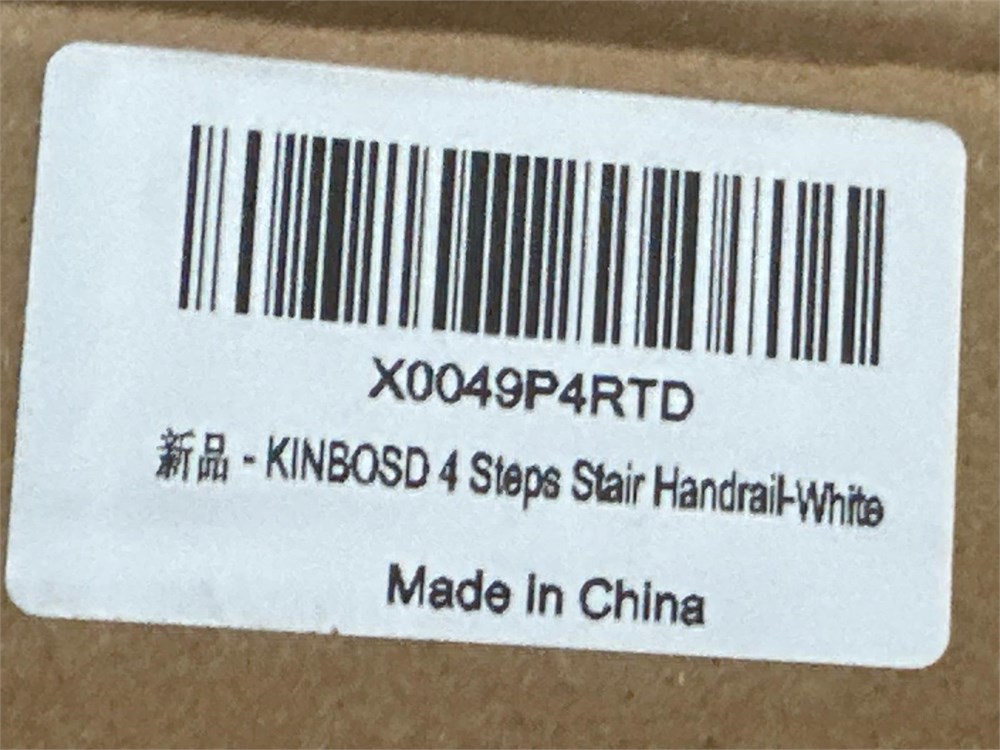 X0049P4RTD
新品 - KINBOSD 4 Steps Stair Handrail-White
Made in China